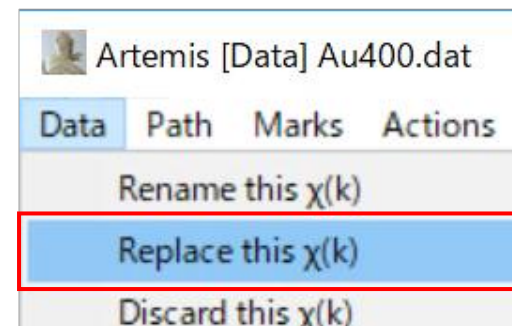 Artemis [Data] Au400.dat
Data Path Marks Actions
Rename this χ(k)
Replace this χ(k)
Discard this χ(k)